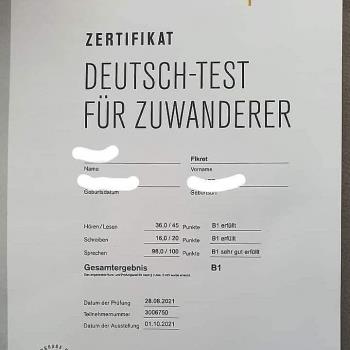 ZERTIFIKAT
DEUTSCH-TEST
FÜR ZUWANDERER
Fikret
Name Vorname
Geburtsdatum
Hören/Lesen 36,0 / 45 Punkte B1 erfüllt
Schreiben 16,0 / 20 Punkte B1 erfüllt
Sprechen 98,0 / 100 Punkte B1 sehr gut erfüllt
Gesamtergebnis B1
Datum der Prüfung 28.08.2021
Teilnehmernummer 3006750
Datum der Ausstellung 01.10.2021